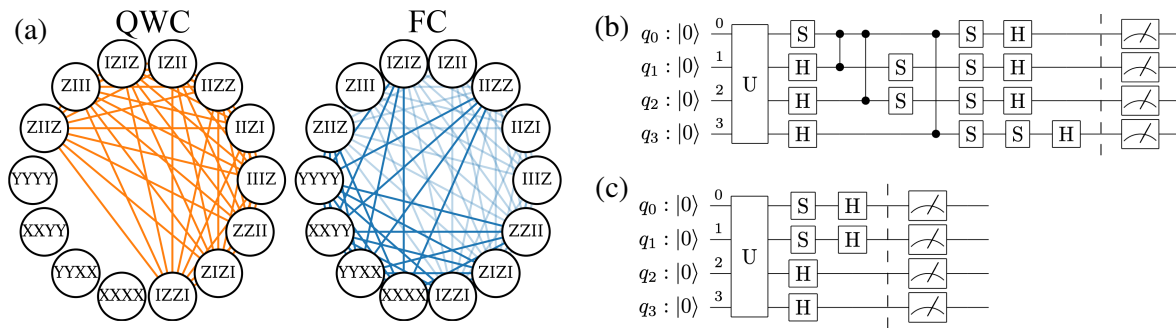 (a)
QWC
IZIZ
IZII
ZIII
IIZZ
ZIIZ
IIZI
YYYY
IIIZ
XXYY
ZZII
YYXX
ZIZI
XXXX
IZZI
FC
IZIZ
IZII
ZIII
IIZZ
ZIIZ
IIZI
YYYY
IIIZ
XXYY
ZZII
YYXX
ZIZI
XXXX
IZZI
(b)
q₀ : |0⟩ 0 S S H
q₁ : |0⟩ 1 H S S H
U
q₂ : |0⟩ 2 H S S H
q₃ : |0⟩ 3 H S S H
(c)
q₀ : |0⟩ 0 S H
q₁ : |0⟩ 1 S H
U
q₂ : |0⟩ 2 H
q₃ : |0⟩ 3 H